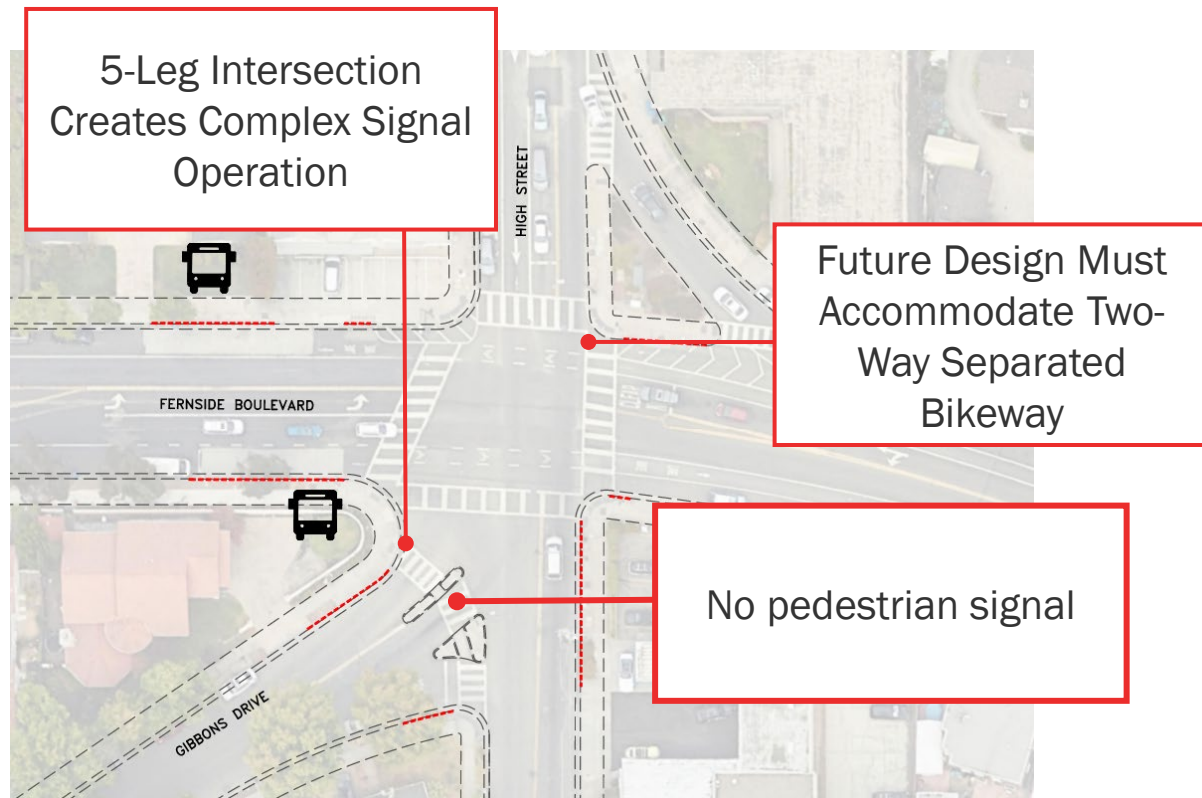 5-Leg Intersection
Creates Complex Signal
Operation
HIGH STREET
Future Design Must
Accommodate Two-
Way Separated
Bikeway
FERNSIDE BOULEVARD
No pedestrian signal
GIBBONS DRIVE